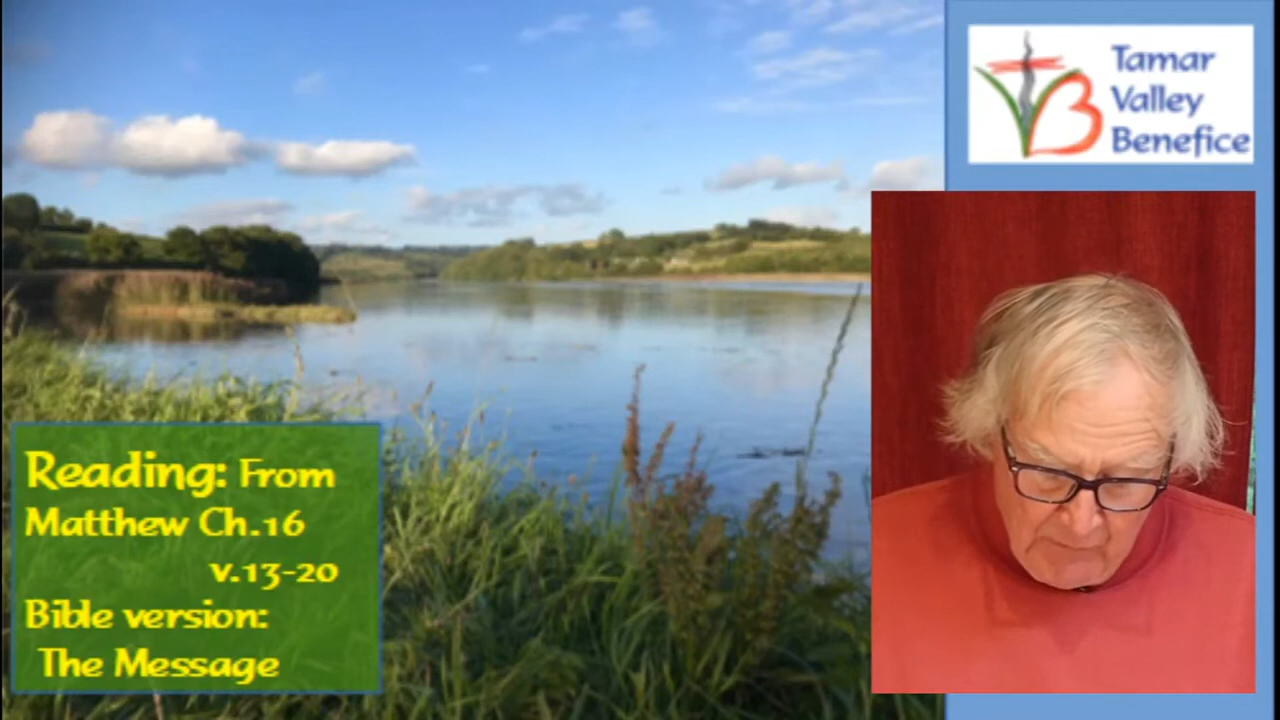 Tamar
Valley
Benefice
Reading: From
Matthew Ch.16
v.13-20
Bible version:
The Message